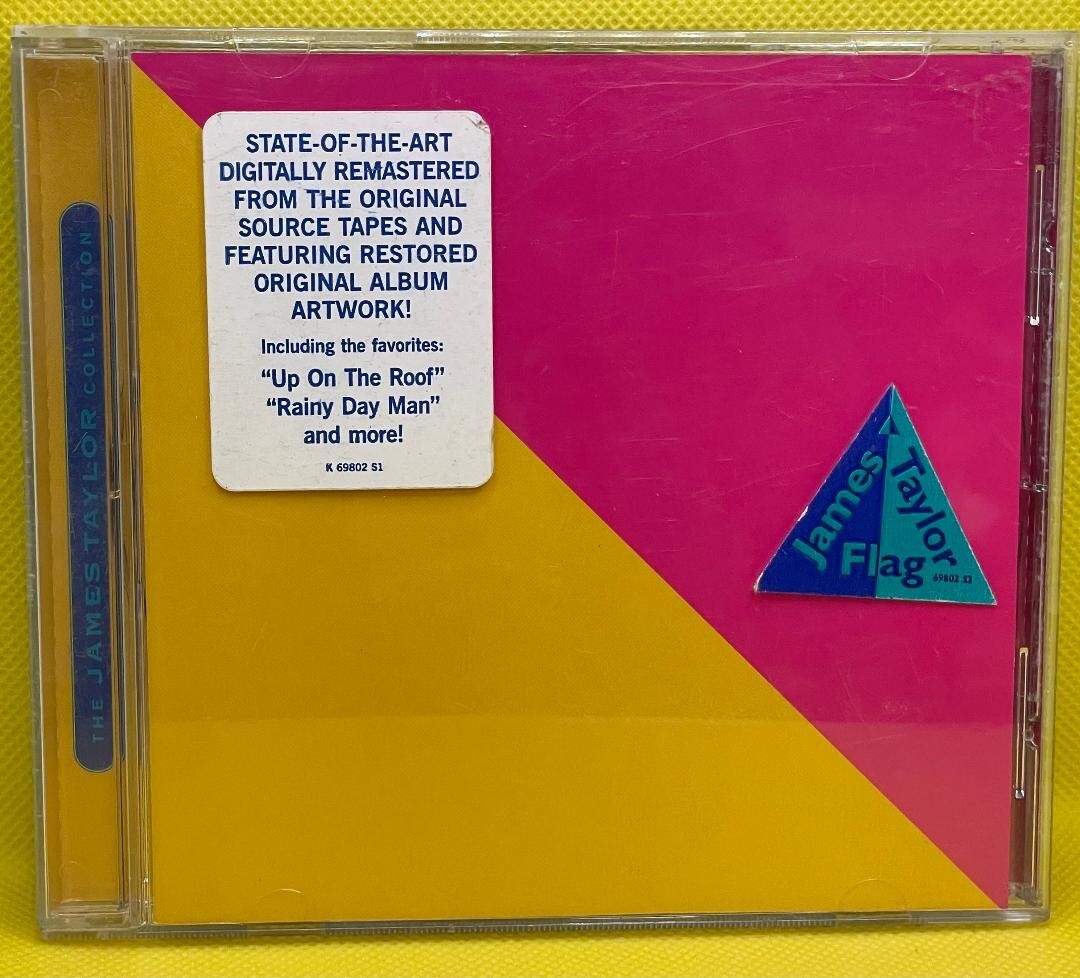 THE JAMES TAYLOR COLLECTION
STATE-OF-THE-ART
DIGITALLY REMASTERED
FROM THE ORIGINAL
SOURCE TAPES AND
FEATURING RESTORED
ORIGINAL ALBUM
ARTWORK!
Including the favorites:
“Up On The Roof”
“Rainy Day Man”
and more!
K 69802 S1
James
Taylor
Flag
69802 S2